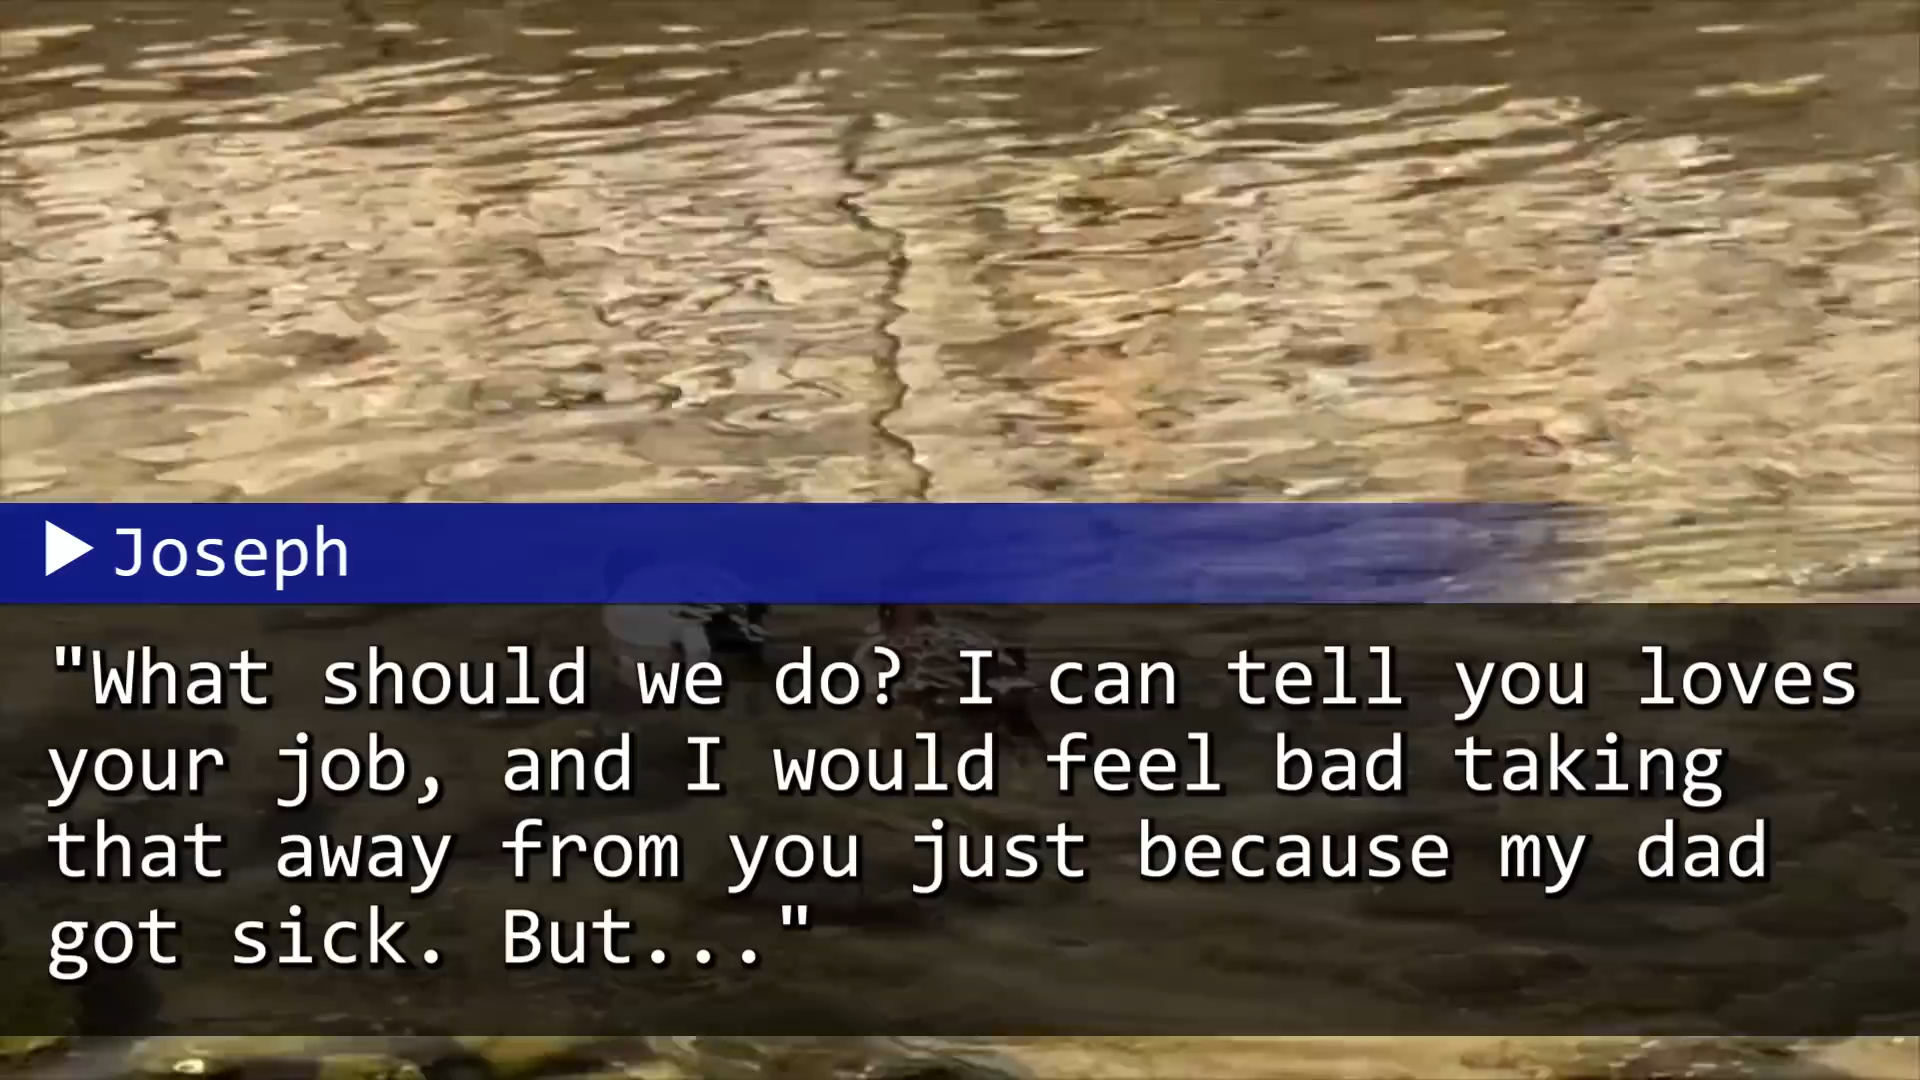 Joseph
"What should we do? I can tell you loves
your job, and I would feel bad taking
that away from you just because my dad
got sick. But..."